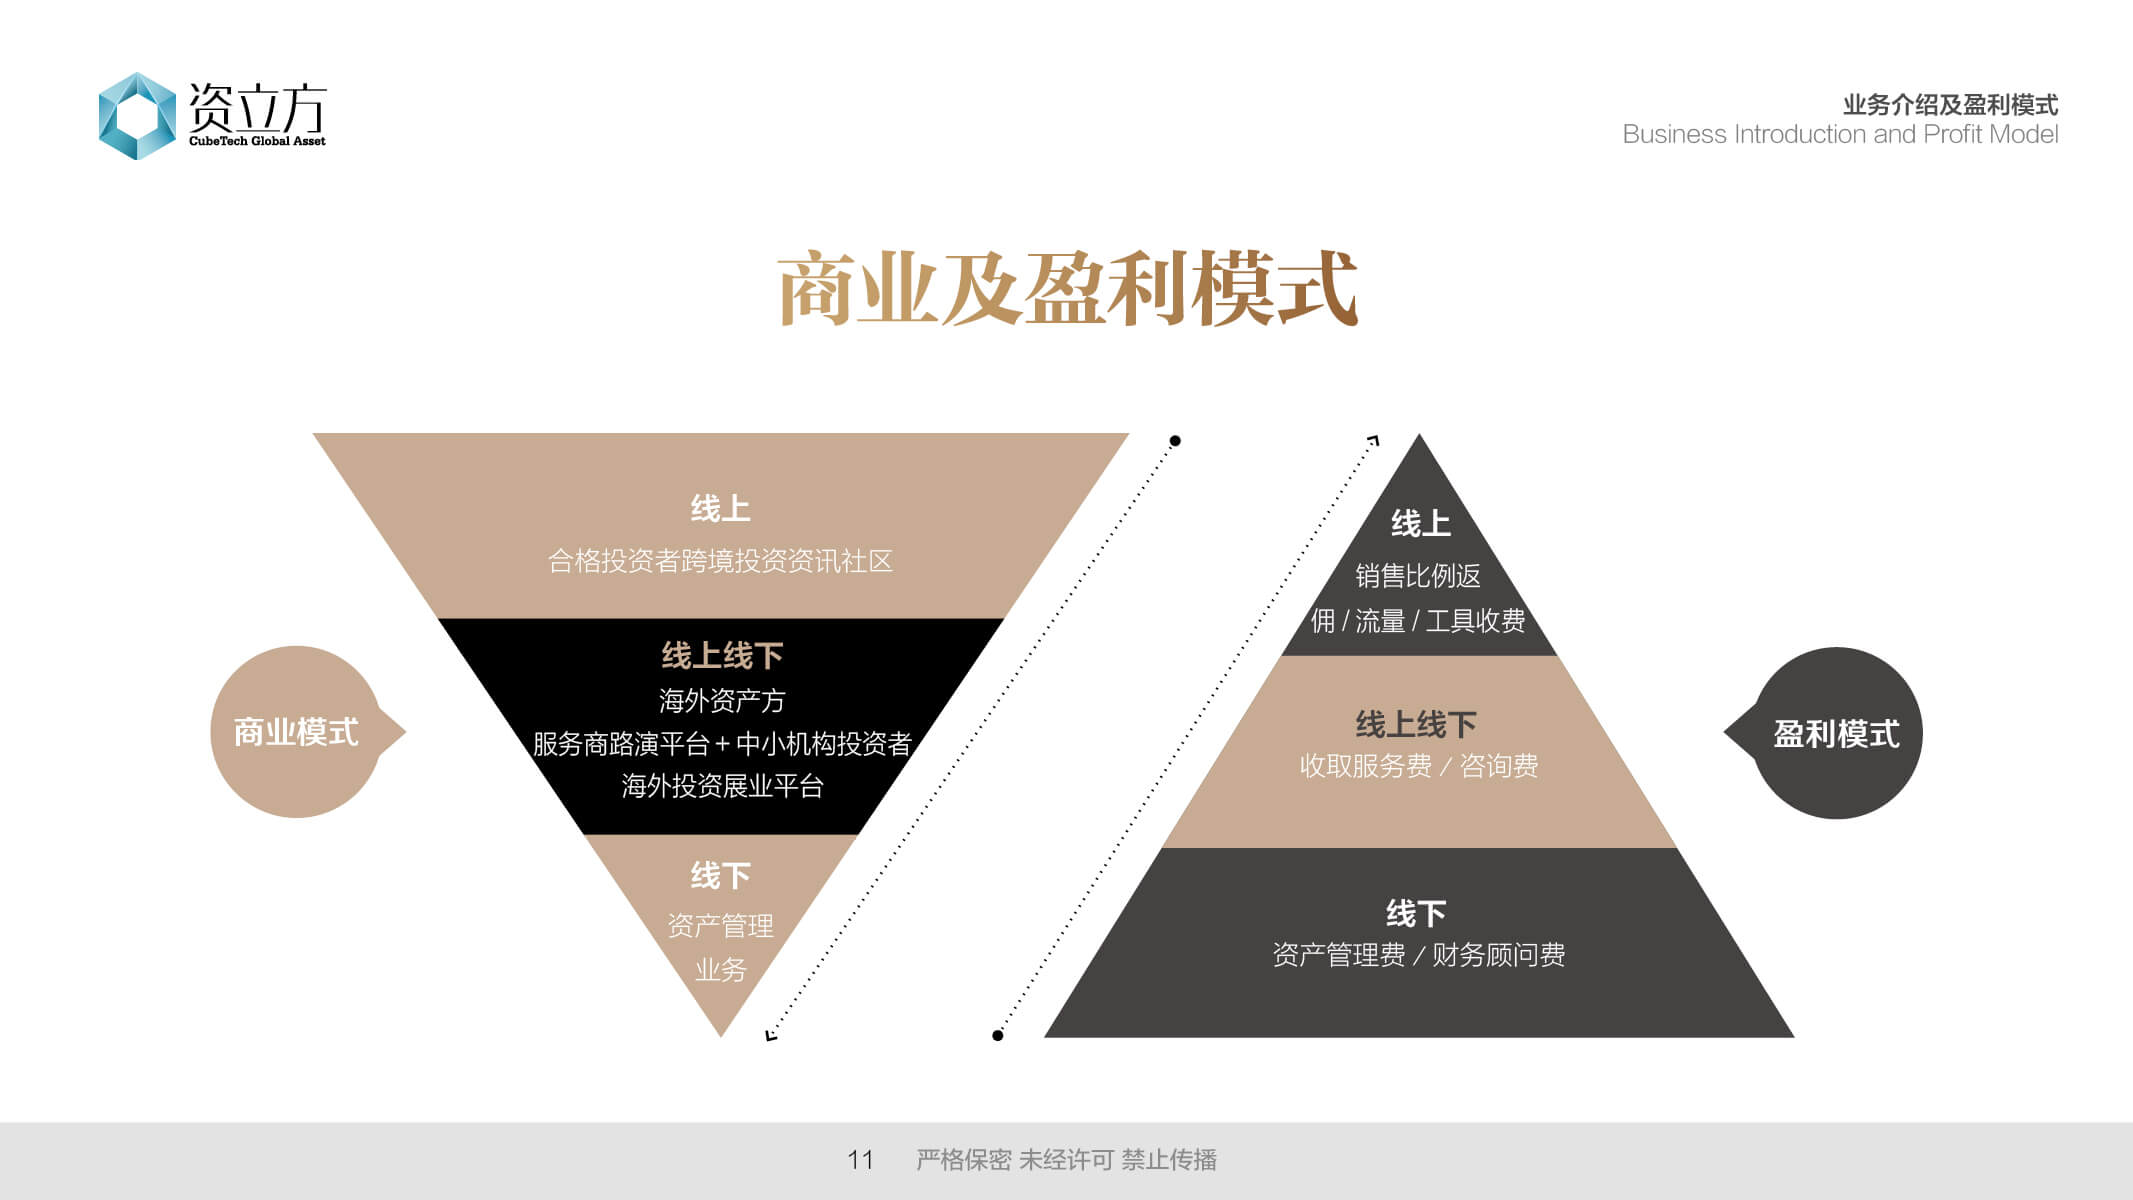 资立方
CubeTech Global Asset
业务介绍及盈利模式
Business Introduction and Profit Model
商业及盈利模式
商业模式
线上
合格投资者跨境投资资讯社区
线上线下
海外资产方
服务商路演平台+中小机构投资者
海外投资展业平台
线下
资产管理
业务
线上
销售比例返
佣 / 流量 / 工具收费
线上线下
收取服务费 / 咨询费
线下
资产管理费 / 财务顾问费
盈利模式
11 严格保密 未经许可 禁止传播